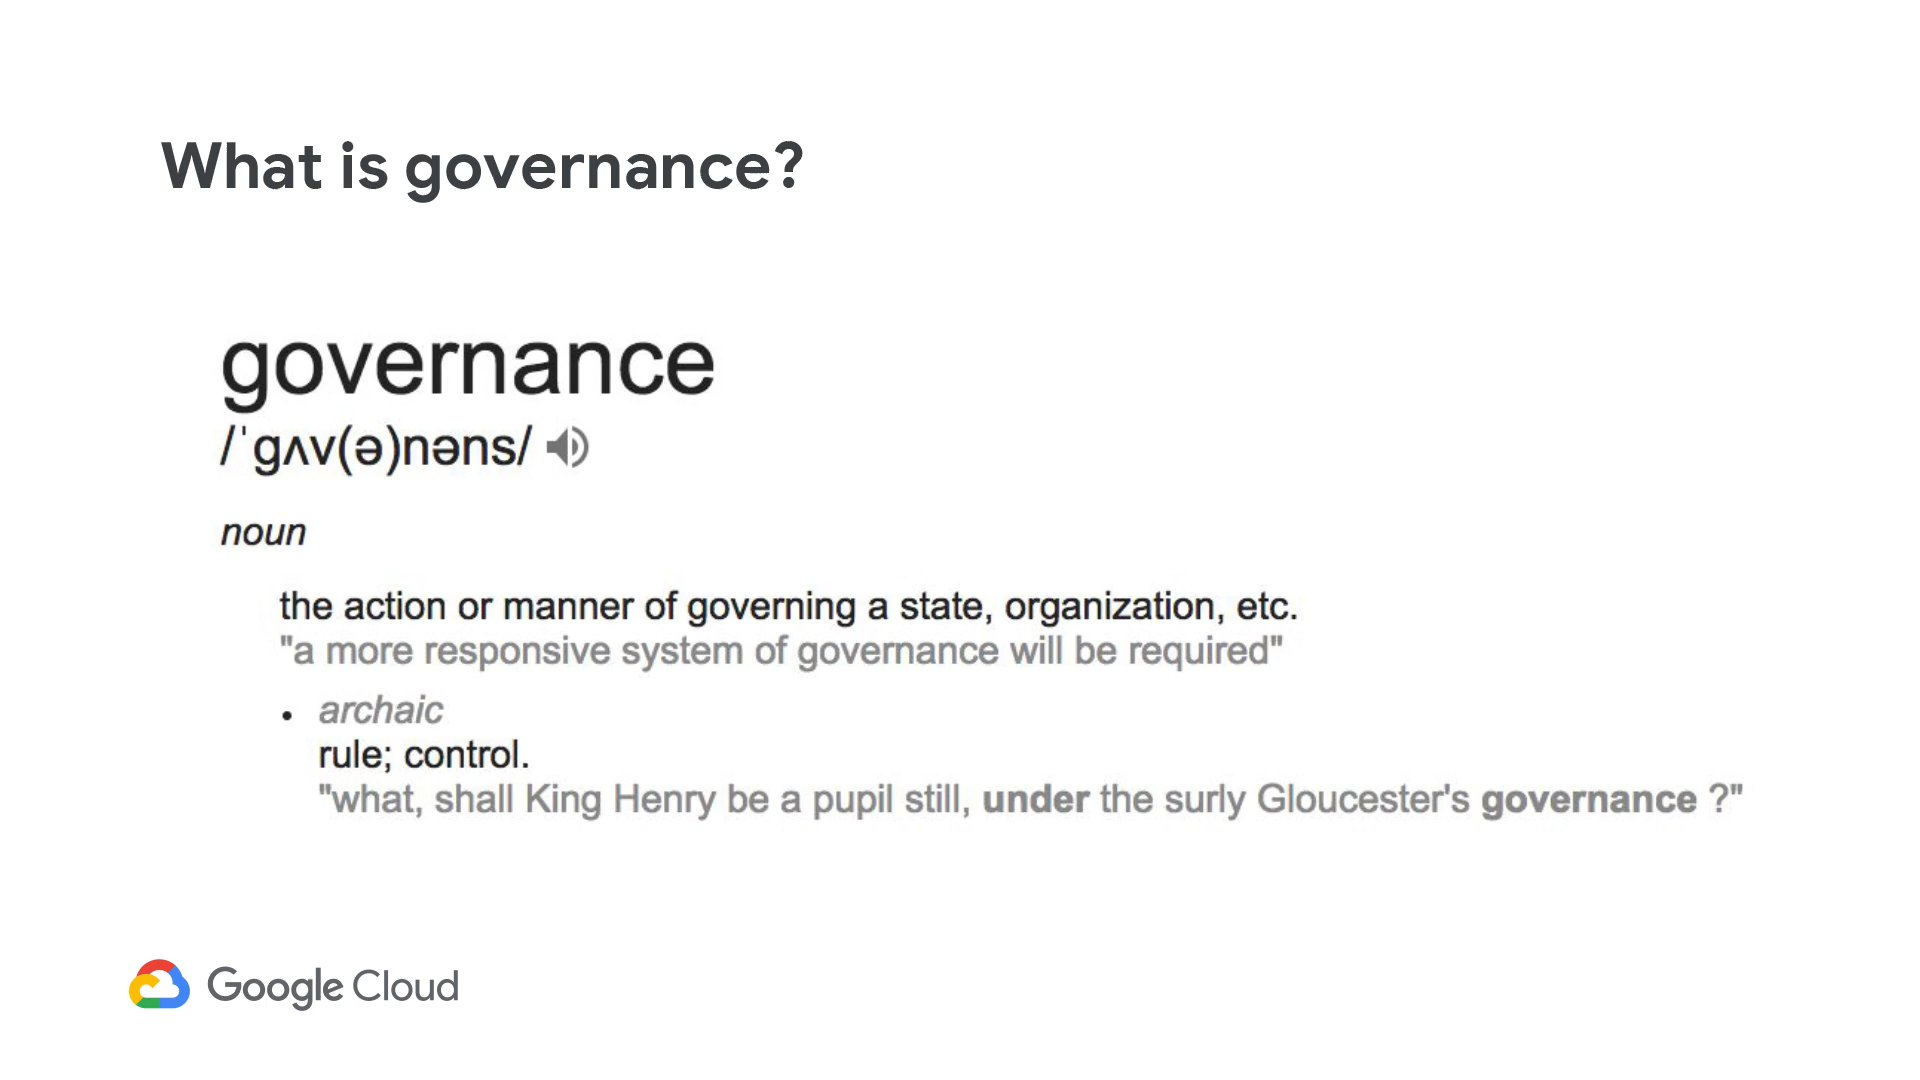 What is governance?
governance
/ˈɡʌv(ə)nəns/
noun
the action or manner of governing a state, organization, etc.
"a more responsive system of governance will be required"
• archaic
rule; control.
"what, shall King Henry be a pupil still, under the surly Gloucester's governance ?"
Google Cloud